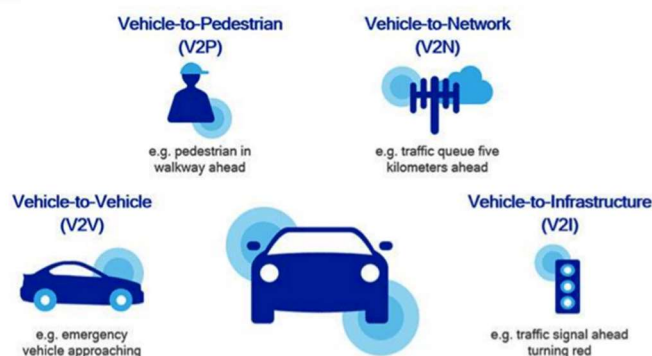 Vehicle-to-Pedestrian
(V2P)
Vehicle-to-Network
(V2N)
e.g. pedestrian in
walkway ahead
e.g. traffic queue five
kilometers ahead
Vehicle-to-Vehicle
(V2V)
Vehicle-to-Infrastructure
(V2I)
e.g. emergency
vehicle approaching
e.g. traffic signal ahead
turning red